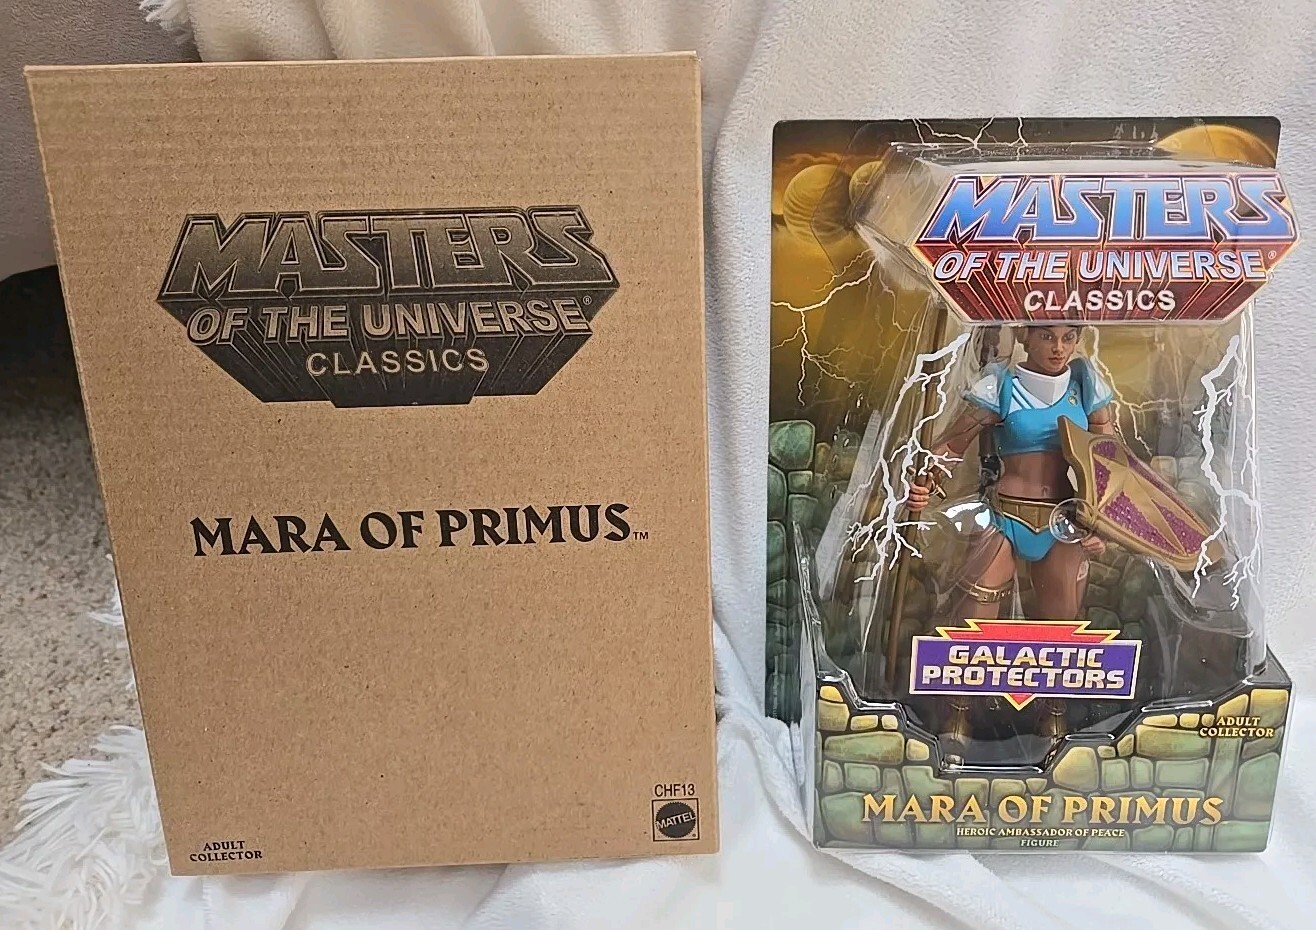 MASTERS
OF THE UNIVERSE®
CLASSICS
MARA OF PRIMUS™
CHF13
MATTEL
ADULT
COLLECTOR
MASTERS
OF THE UNIVERSE®
CLASSICS
GALACTIC
PROTECTORS
ADULT
COLLECTOR
MARA OF PRIMUS
HEROIC AMBASSADOR OF PEACE
FIGURE